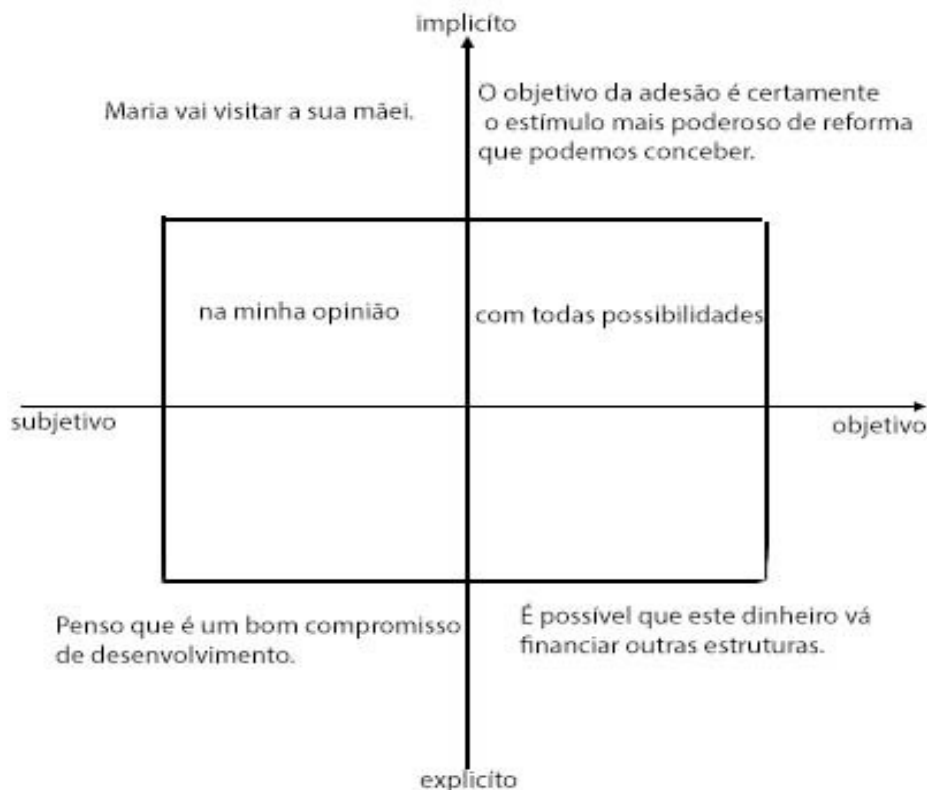 implicíto
Maria vai visitar a sua mãei.
O objetivo da adesão é certamente
o estímulo mais poderoso de reforma
que podemos conceber.
na minha opinião
com todas possibilidades
subjetivo
objetivo
Penso que é um bom compromisso
de desenvolvimento.
É possível que este dinheiro vá
financiar outras estruturas.
explicíto